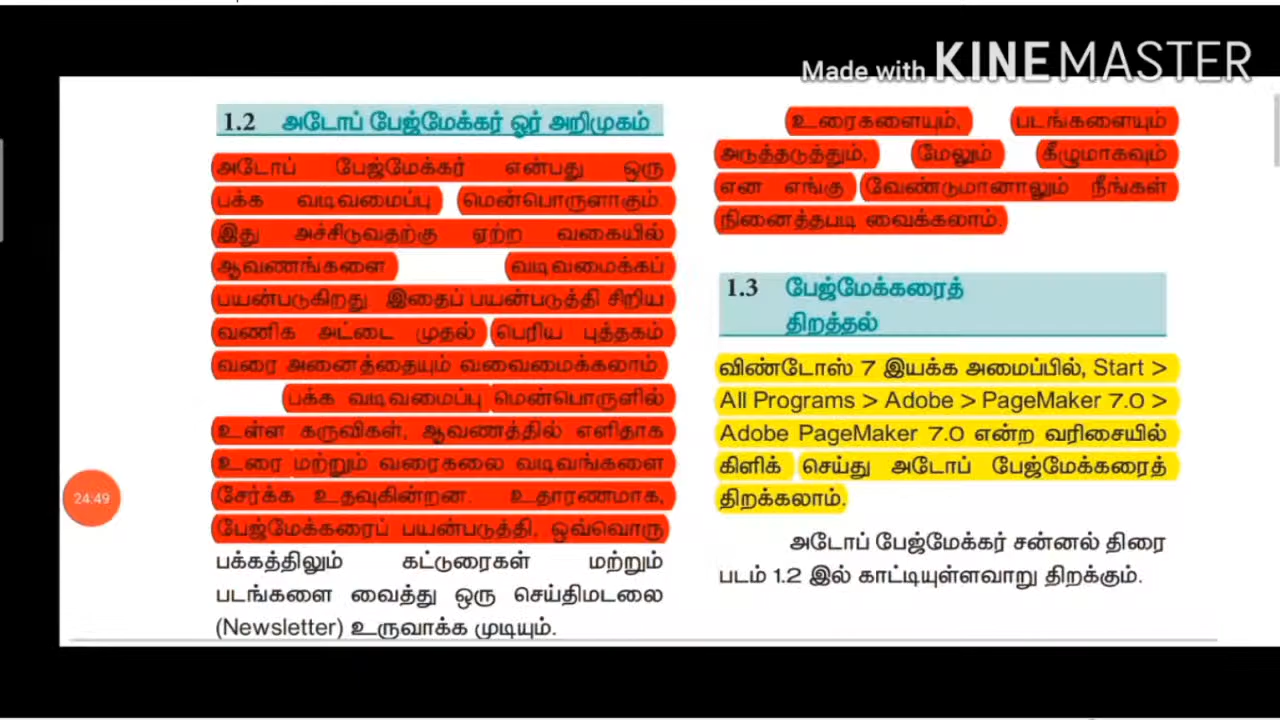 Made with KINEMASTER
1.2 அடோப் பேஜ்மேக்கர் ஓர் அறிமுகம்
அடோப் பேஜ்மேக்கர் என்பது ஒரு
பக்க வடிவமைப்பு மென்பொருளாகும்.
இது அச்சிடுவதற்கு ஏற்ற வகையில்
ஆவணங்களை வடிவமைக்கப்
பயன்படுகிறது இதைப் பயன்படுத்தி சிறிய
வணிக அட்டை முதல் பெரிய புத்தகம்
வரை அனைத்தையும் வவைமைக்கலாம்.
பக்க வடிவமைப்பு மென்பொருளில்
உள்ள கருவிகள், ஆவணத்தில் எளிதாக
உரை மற்றும் வரைகலை வடிவங்களை
சேர்க்க உதவுகின்றன. உதாரணமாக,
பேஜ்மேக்கரைப் பயன்படுத்தி, ஒவ்வொரு
பக்கத்திலும் கட்டுரைகள் மற்றும்
படங்களை வைத்து ஒரு செய்திமடலை
(Newsletter) உருவாக்க முடியும்.
உரைகளையும், படங்களையும்
அடுத்தடுத்தும், மேலும் கீழுமாகவும்
என எங்கு வேண்டுமானாலும் நீங்கள்
நினைத்தபடி வைக்கலாம்.
1.3 பேஜ்மேக்கரைத்
திறத்தல்
விண்டோஸ் 7 இயக்க அமைப்பில், Start >
All Programs > Adobe > PageMaker 7.0 >
Adobe PageMaker 7.0 என்ற வரிசையில்
கிளிக் செய்து அடோப் பேஜ்மேக்கரைத்
திறக்கலாம்.
அடோப் பேஜ்மேக்கர் சன்னல் திரை
படம் 1.2 இல் காட்டியுள்ளவாறு திறக்கும்.
24:49